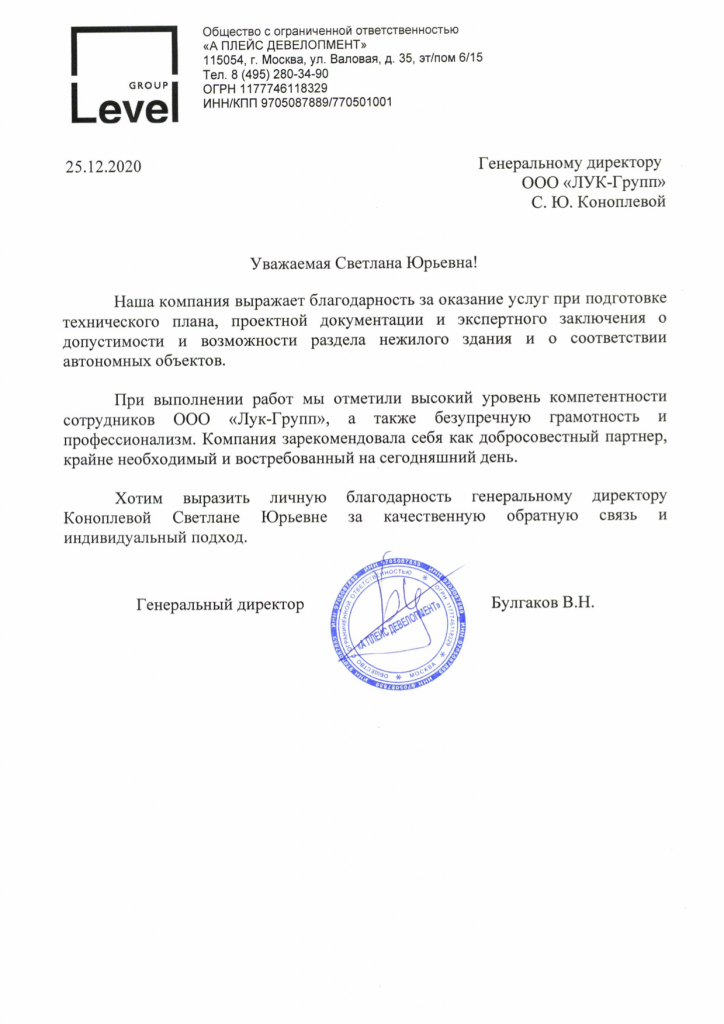 GROUP
Level
Общество с ограниченной ответственностью
«А ПЛЕЙС ДЕВЕЛОПМЕНТ»
115054, г. Москва, ул. Валовая, д. 35, эт/пом 6/15
Тел. 8 (495) 280-34-90
ОГРН 1177746118329
ИНН/КПП 9705087889/770501001
25.12.2020
Генеральному директору
ООО «ЛУК-Групп»
С. Ю. Коноплевой
Уважаемая Светлана Юрьевна!
Наша компания выражает благодарность за оказание услуг при подготовке
технического плана, проектной документации и экспертного заключения о
допустимости и возможности раздела нежилого здания и о соответствии
автономных объектов.
При выполнении работ мы отметили высокий уровень компетентности
сотрудников ООО «Лук-Групп», а также безупречную грамотность и
профессионализм. Компания зарекомендовала себя как добросовестный партнер,
крайне необходимый и востребованный на сегодняшний день.
Хотим выразить личную благодарность генеральному директору
Коноплевой Светлане Юрьевне за качественную обратную связь и
индивидуальный подход.
Генеральный директор
Булгаков В.Н.
«А ПЛЕЙС ДЕВЕЛОПМЕНТ»
ОБЩЕСТВО С ОГРАНИЧЕННОЙ ОТВЕТСТВЕННОСТЬЮ
ОГРН 1177746118329
МОСКВА